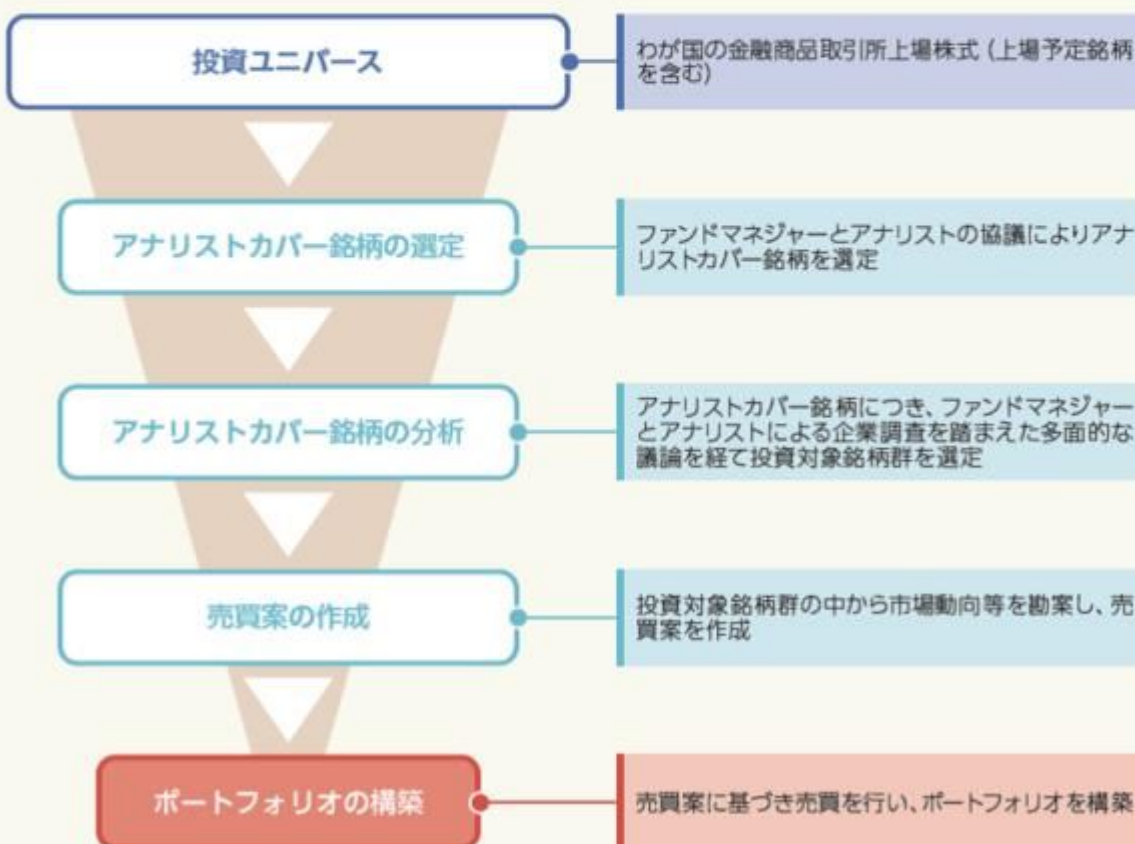 投資ユニバース
わが国の金融商品取引所上場株式（上場予定銘柄
を含む）
アナリストカバー銘柄の選定
ファンドマネジャーとアナリストの協議によりアナ
リストカバー銘柄を選定
アナリストカバー銘柄の分析
アナリストカバー銘柄につき、ファンドマネジャー
とアナリストによる企業調査を踏まえた多面的な
議論を経て投資対象銘柄群を選定
売買案の作成
投資対象銘柄群の中から市場動向等を勘案し、売
買案を作成
ポートフォリオの構築
売買案に基づき売買を行い、ポートフォリオを構築